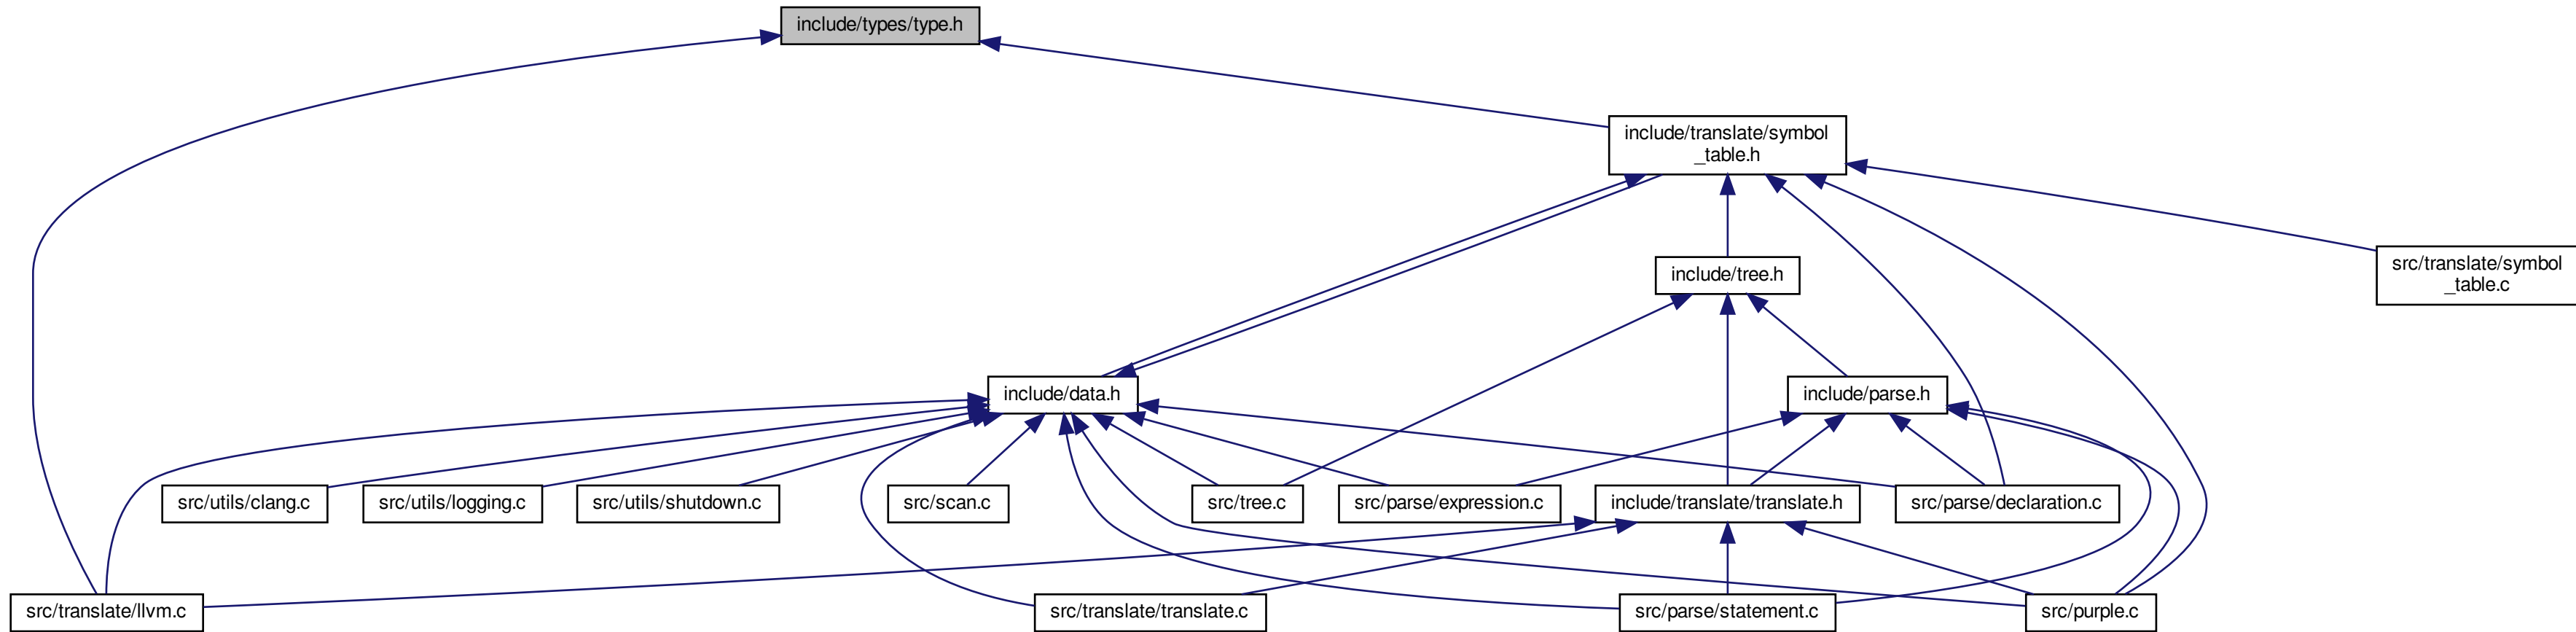 include/types/type.h
include/translate/symbol
_table.h
include/tree.h
src/translate/symbol
_table.c
include/data.h
include/parse.h
src/utils/clang.c
src/utils/logging.c
src/utils/shutdown.c
src/scan.c
src/tree.c
src/parse/expression.c
include/translate/translate.h
src/parse/declaration.c
src/translate/llvm.c
src/translate/translate.c
src/parse/statement.c
src/purple.c